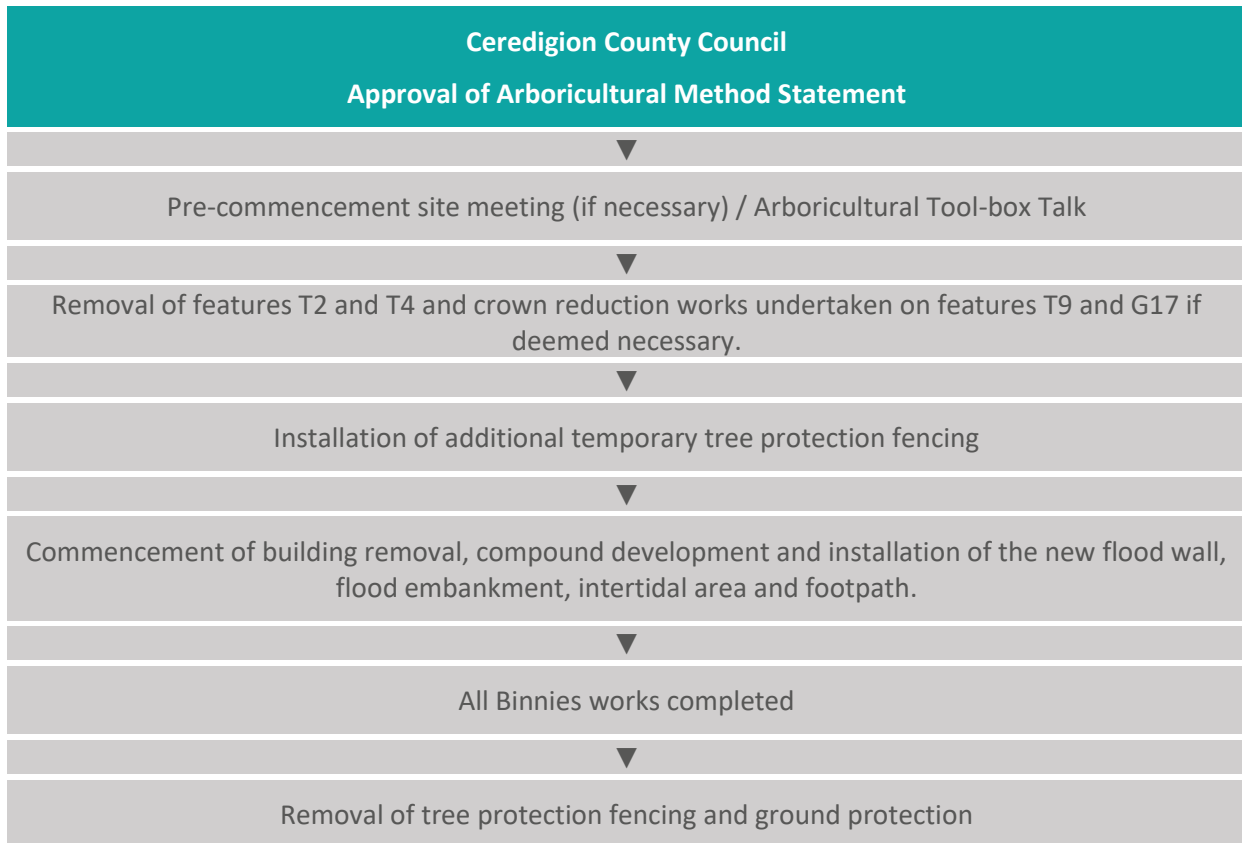 Ceredigion County Council
Approval of Arboricultural Method Statement
▼
Pre-commencement site meeting (if necessary) / Arboricultural Tool-box Talk
▼
Removal of features T2 and T4 and crown reduction works undertaken on features T9 and G17 if
deemed necessary.
▼
Installation of additional temporary tree protection fencing
▼
Commencement of building removal, compound development and installation of the new flood wall,
flood embankment, intertidal area and footpath.
▼
All Binnies works completed
▼
Removal of tree protection fencing and ground protection